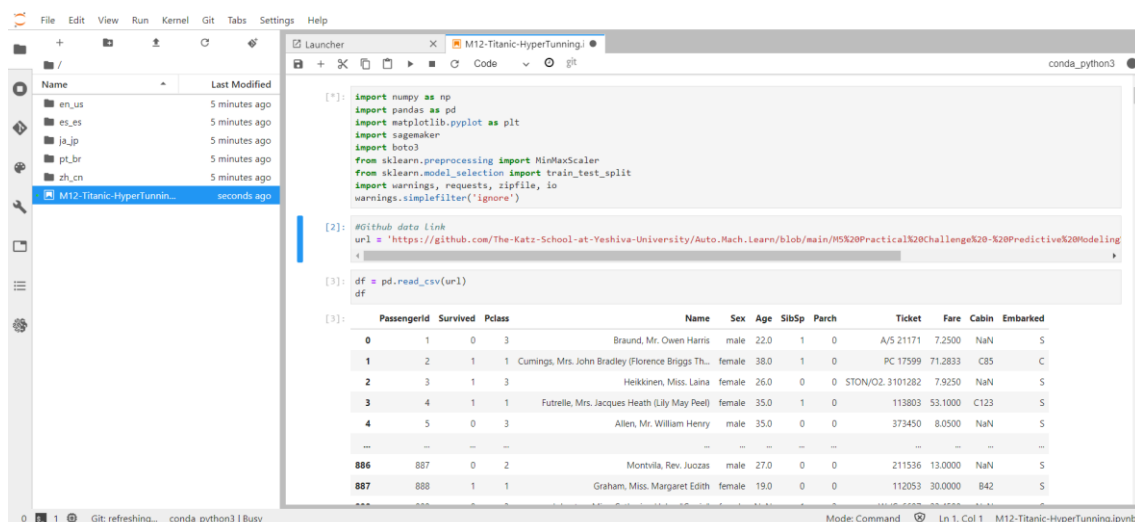 File Edit View Run Kernel Git Tabs Settings Help
Launcher
M12-Titanic-HyperTunning.i
Code
git
conda_python3
/
Name Last Modified
en_us 5 minutes ago
es_es 5 minutes ago
ja_jp 5 minutes ago
pt_br 5 minutes ago
zh_cn 5 minutes ago
M12-Titanic-HyperTunnin... seconds ago
[*]: import numpy as np
import pandas as pd
import matplotlib.pyplot as plt
import sagemaker
import boto3
from sklearn.preprocessing import MinMaxScaler
from sklearn.model_selection import train_test_split
import warnings, requests, zipfile, io
warnings.simplefilter('ignore')
[2]: #Github data link
url = 'https://github.com/The-Katz-School-at-Yeshiva-University/Auto.Mach.Learn/blob/main/M5%20Practical%20Challenge%20-%20Predictive%20Modeling
[3]: df = pd.read_csv(url)
df
[3]: PassengerId Survived Pclass Name Sex Age SibSp Parch Ticket Fare Cabin Embarked
0 1 0 3 Braund, Mr. Owen Harris male 22.0 1 0 A/5 21171 7.2500 NaN S
1 2 1 1 Cumings, Mrs. John Bradley (Florence Briggs Th... female 38.0 1 0 PC 17599 71.2833 C85 C
2 3 1 3 Heikkinen, Miss. Laina female 26.0 0 0 STON/O2. 3101282 7.9250 NaN S
3 4 1 1 Futrelle, Mrs. Jacques Heath (Lily May Peel) female 35.0 1 0 113803 53.1000 C123 S
4 5 0 3 Allen, Mr. William Henry male 35.0 0 0 373450 8.0500 NaN S
... ... ... ... ... ... ... ... ... ... ... ... ...
886 887 0 2 Montvila, Rev. Juozas male 27.0 0 0 211536 13.0000 NaN S
887 888 1 1 Graham, Miss. Margaret Edith female 19.0 0 0 112053 30.0000 B42 S
0 1 Git: refreshing... conda_python3 | Busy Mode: Command Ln 1, Col 1 M12-Titanic-HyperTunning.ipynb